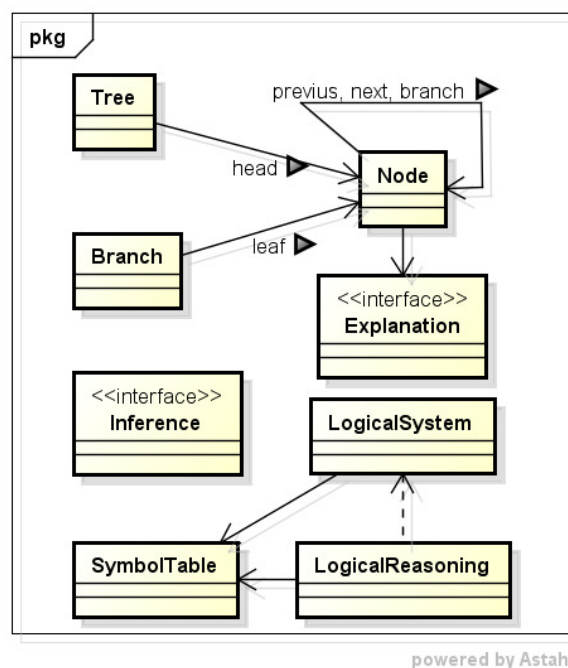 pkg
Tree
previus, next, branch
head
Node
Branch
leaf
<<interface>>
Explanation
<<interface>>
Inference
LogicalSystem
SymbolTable
LogicalReasoning
powered by Astah